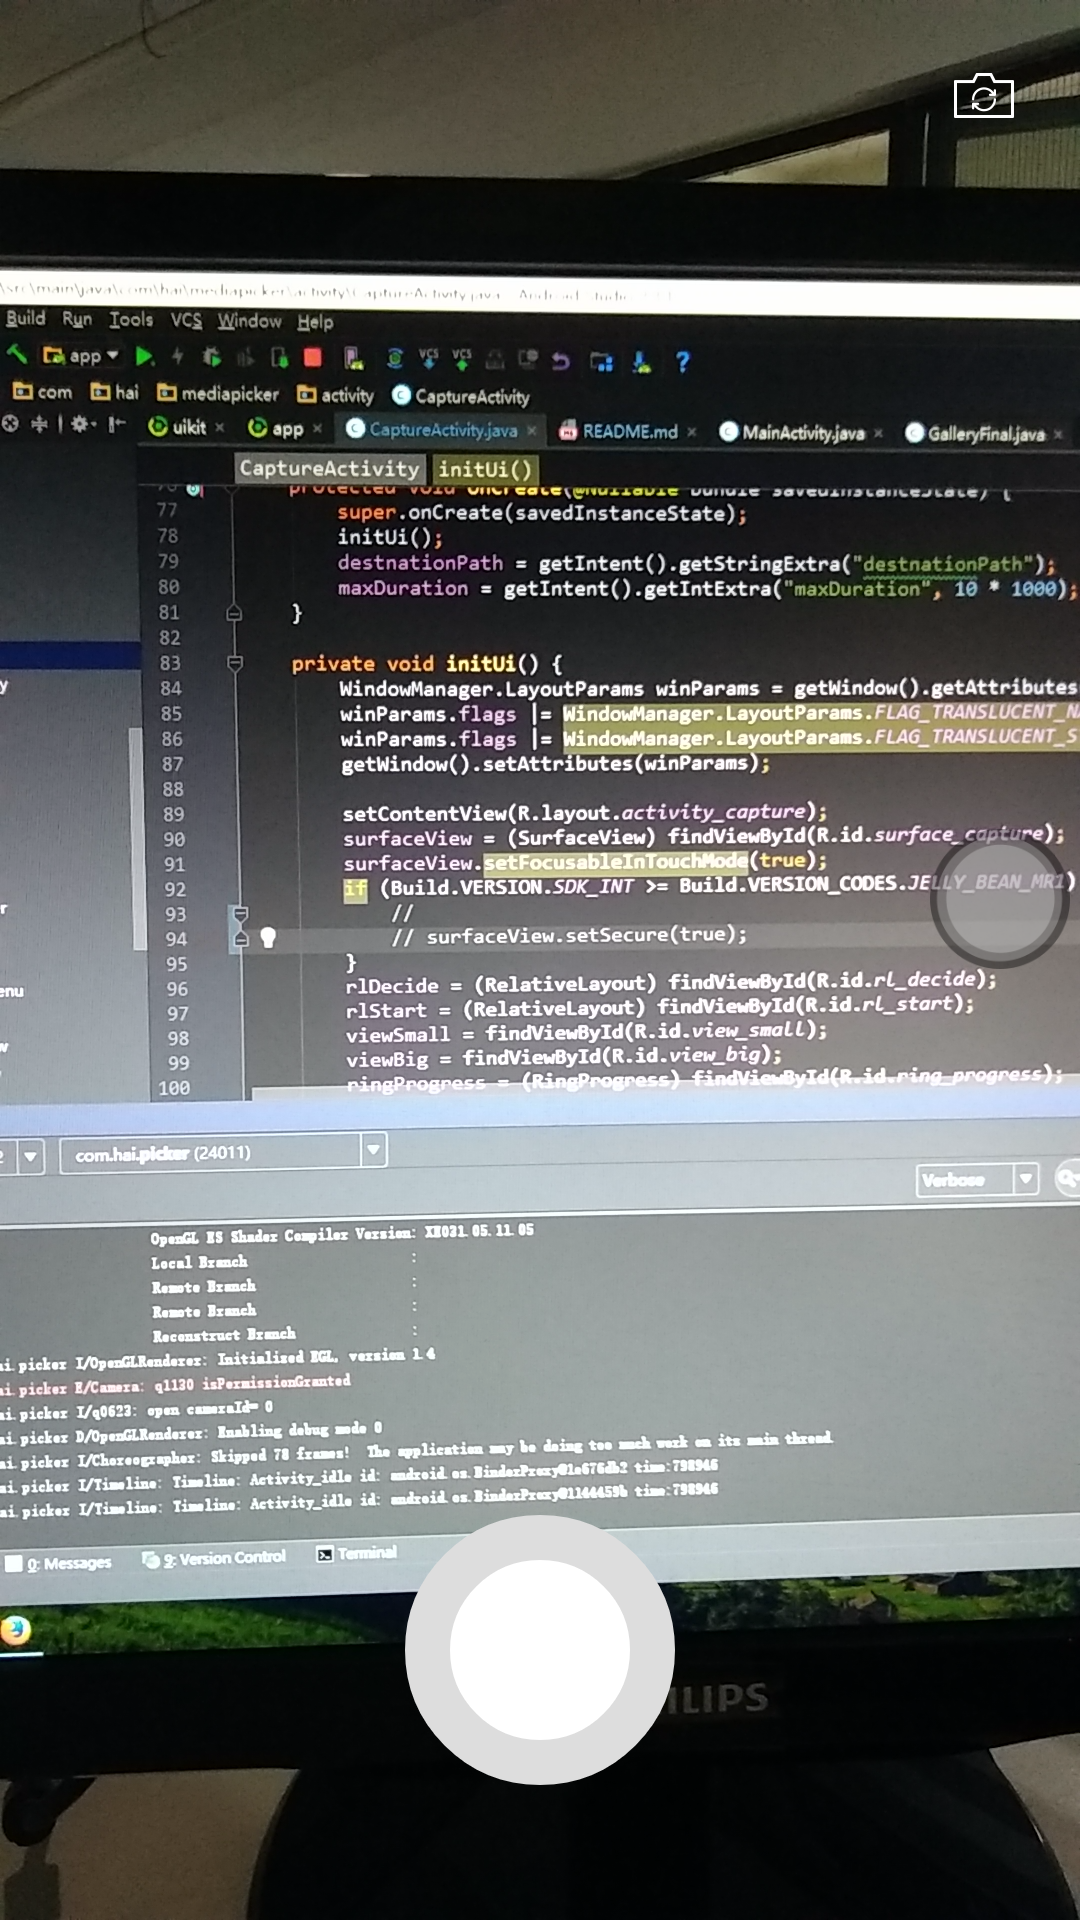 \src\main\java\com\hai\mediapicker\activity\CaptureActivity.java - Android Studio
Build Run Tools VCS Window Help
app VCS VCS ?
com hai mediapicker activity CaptureActivity
uikit × app × CaptureActivity.java × README.md × MainActivity.java × GalleryFinal.java ×
CaptureActivity initUi()
protected void onCreate(@Nullable Bundle savedInstanceState) {
77 super.onCreate(savedInstanceState);
78 initUi();
79 destnationPath = getIntent().getStringExtra("destnationPath");
80 maxDuration = getIntent().getIntExtra("maxDuration", 10 * 1000);
81 }
82
83 private void initUi() {
84 WindowManager.LayoutParams winParams = getWindow().getAttributes
85 winParams.flags |= WindowManager.LayoutParams.FLAG_TRANSLUCENT_NA
86 winParams.flags |= WindowManager.LayoutParams.FLAG_TRANSLUCENT_S
87 getWindow().setAttributes(winParams);
88
89 setContentView(R.layout.activity_capture);
90 surfaceView = (SurfaceView) findViewById(R.id.surface_capture);
91 surfaceView.setFocusableInTouchMode(true);
92 if (Build.VERSION.SDK_INT >= Build.VERSION_CODES.JELLY_BEAN_MR1)
93 //
94 // surfaceView.setSecure(true);
95 }
96 rlDecide = (RelativeLayout) findViewById(R.id.rl_decide);
97 rlStart = (RelativeLayout) findViewById(R.id.rl_start);
98 viewSmall = findViewById(R.id.view_small);
99 viewBig = findViewById(R.id.view_big);
100 ringProgress = (RingProgress) findViewById(R.id.ring_progress);
y
r
enu
w
com.hai.picker (24011)
Verbose
OpenGL ES Shader Compiler Version: XE031.05.11.05
Local Branch :
Remote Branch :
Remote Branch :
Reconstruct Branch :
ai.picker I/OpenGLRenderer: Initialized EGL, version 1.4
ai.picker E/Camera: q1130 isPermissionGranted
ai.picker I/q0623: open cameraId= 0
ai.picker D/OpenGLRenderer: Enabling debug mode 0
ai.picker I/Choreographer: Skipped 78 frames! The application may be doing too much work on its main thread.
ai.picker I/Timeline: Timeline: Activity_idle id: android.os.BinderProxy@1e676db2 time:798946
ai.picker I/Timeline: Timeline: Activity_idle id: android.os.BinderProxy@1144459b time:798946
0: Messages 9: Version Control Terminal
ILIPS